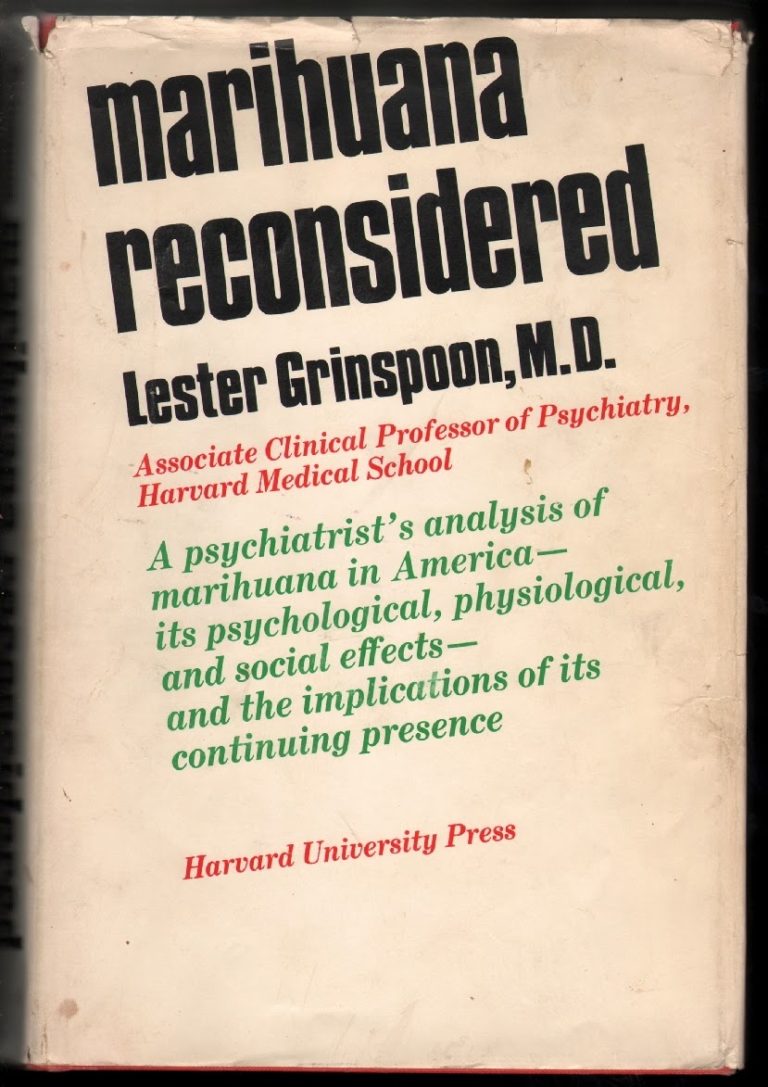 marihuana
reconsidered
Lester Grinspoon, M.D.
Associate Clinical Professor of Psychiatry,
Harvard Medical School
A psychiatrist's analysis of
marihuana in America—
its psychological, physiological,
and social effects—
and the implications of its
continuing presence
Harvard University Press